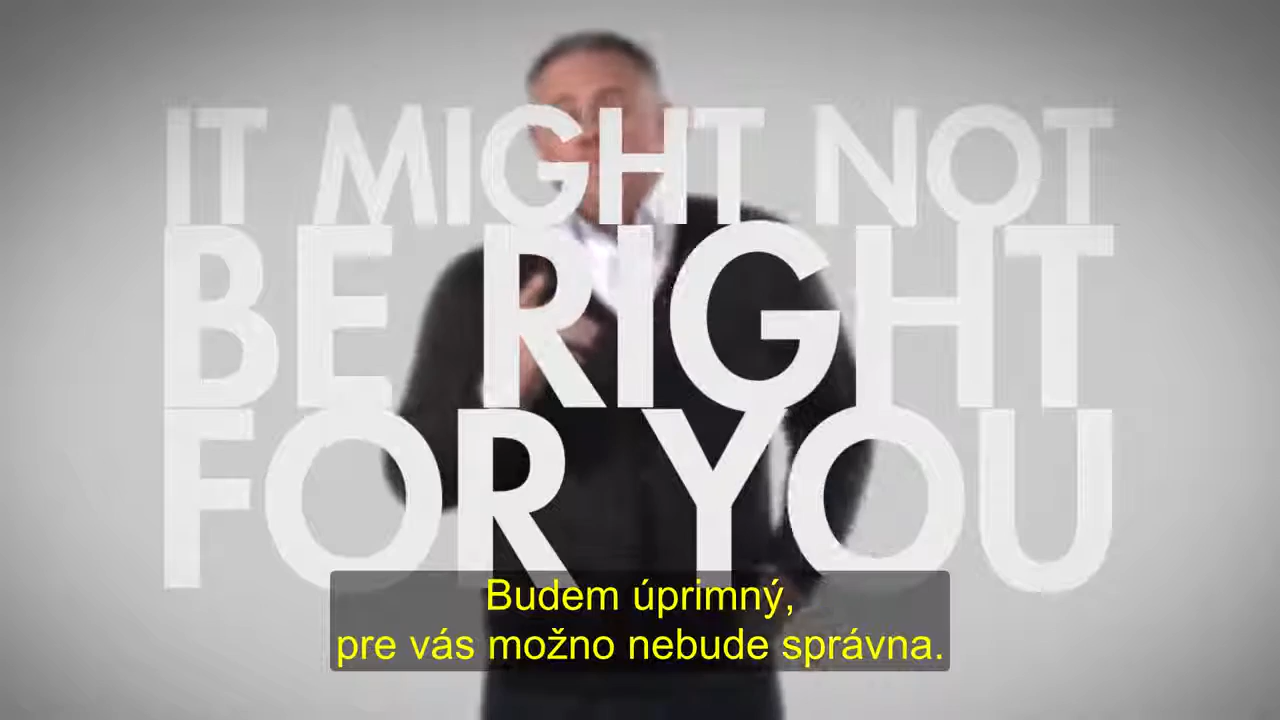 IT MIGHT NOT
BE RIGHT
FOR YOU
Budem úprimný,
pre vás možno nebude správna.